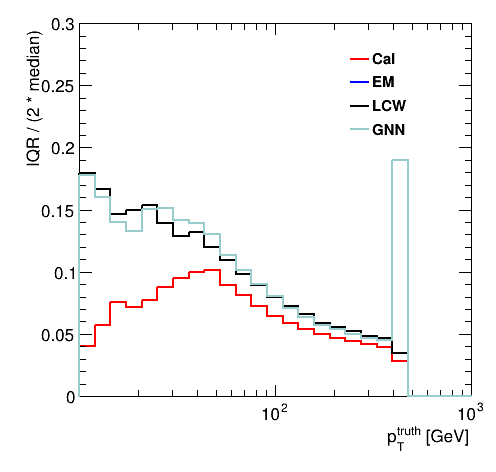 IQR / (2 * median)
0.3
0.25
0.2
0.15
0.1
0.05
0
Cal
EM
LCW
GNN
10²
10³
p_T^truth [GeV]